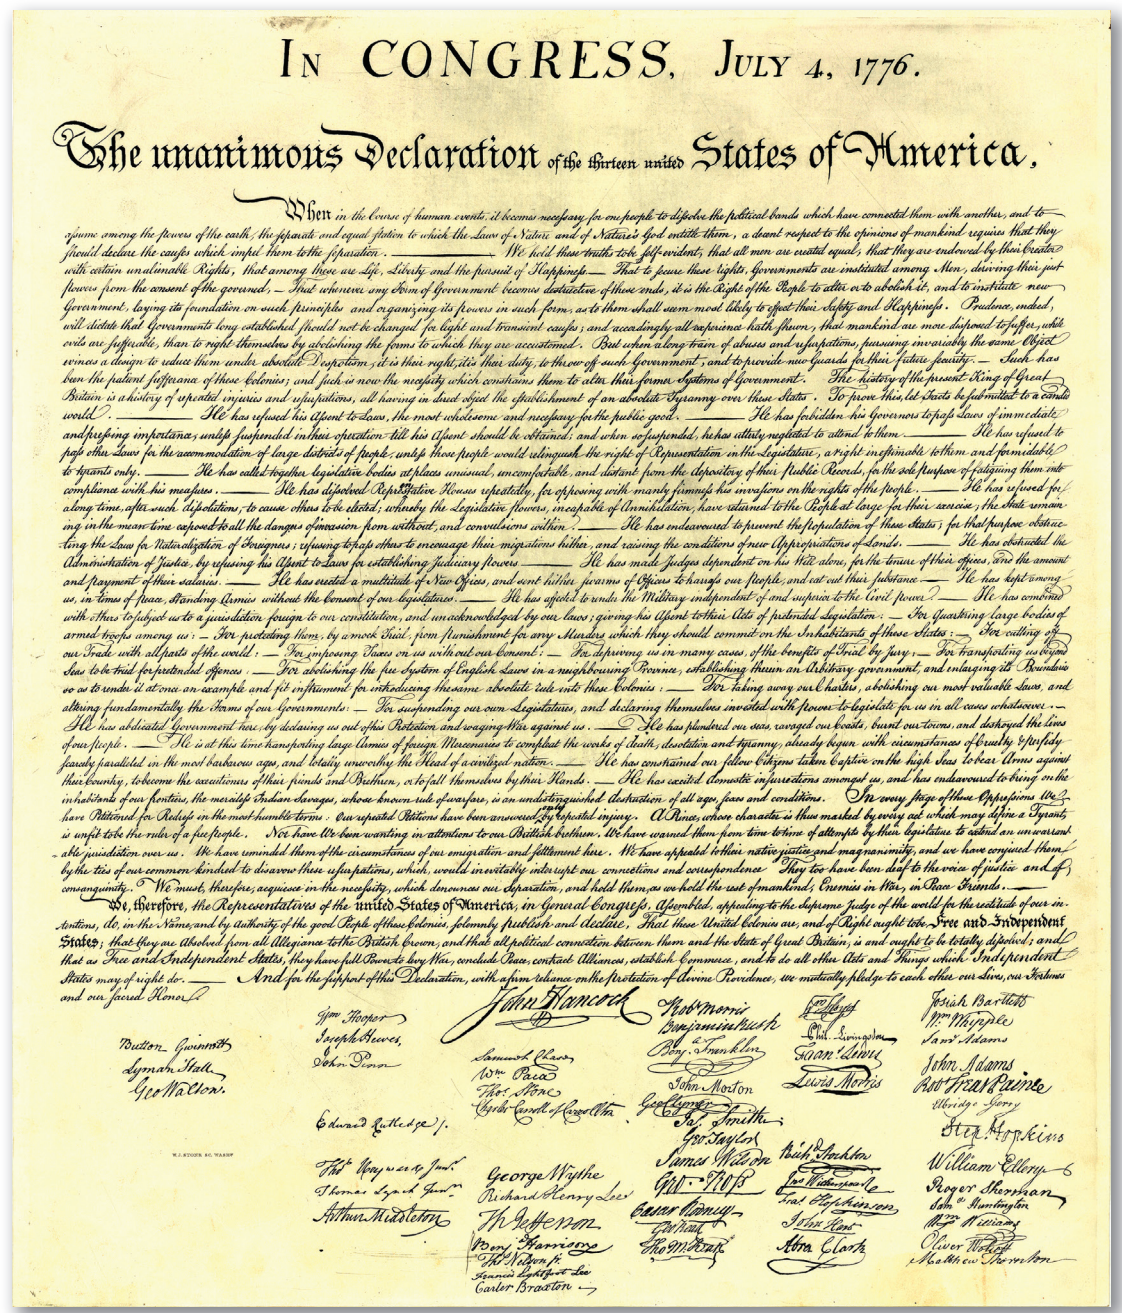 IN CONGRESS, JULY 4, 1776.
The unanimous Declaration of the thirteen united States of America,
When in the Course of human events, it becomes necessary for one people to dissolve the political bands which have connected them with another, and to
assume among the powers of the earth, the separate and equal station to which the Laws of Nature and of Nature's God entitle them, a decent respect to the opinions of mankind requires that they
should declare the causes which impel them to the separation. — We hold these truths to be self-evident, that all men are created equal, that they are endowed by their Creator
with certain unalienable Rights, that among these are Life, Liberty and the pursuit of Happiness.— That to secure these rights, Governments are instituted among Men, deriving their just
powers from the consent of the governed, — That whenever any Form of Government becomes destructive of these ends, it is the Right of the People to alter or to abolish it, and to institute new
Government, laying its foundation on such principles and organizing its powers in such form, as to them shall seem most likely to effect their Safety and Happiness. Prudence, indeed,
will dictate that Governments long established should not be changed for light and transient causes; and accordingly all experience hath shewn, that mankind are more disposed to suffer, while
evils are sufferable, than to right themselves by abolishing the forms to which they are accustomed. But when a long train of abuses and usurpations, pursuing invariably the same Object
evinces a design to reduce them under absolute Despotism, it is their right, it is their duty, to throw off such Government, and to provide new Guards for their future security. — Such has
been the patient sufferance of these Colonies; and such is now the necessity which constrains them to alter their former Systems of Government. The history of the present King of Great
Britain is a history of repeated injuries and usurpations, all having in direct object the establishment of an absolute Tyranny over these States. To prove this, let Facts be submitted to a candid
world. — He has refused his Assent to Laws, the most wholesome and necessary for the public good. — He has forbidden his Governors to pass Laws of immediate
and pressing importance, unless suspended in their operation till his Assent should be obtained; and when so suspended, he has utterly neglected to attend to them. — He has refused to
pass other Laws for the accommodation of large districts of people, unless those people would relinquish the right of Representation in the Legislature, a right inestimable to them and formidable
to tyrants only. — He has called together legislative bodies at places unusual, uncomfortable, and distant from the depository of their Public Records, for the sole purpose of fatiguing them into
compliance with his measures. — He has dissolved Representative Houses repeatedly, for opposing with manly firmness his invasions on the rights of the people. — He has refused for
a long time, after such dissolutions, to cause others to be elected; whereby the Legislative powers, incapable of Annihilation, have returned to the People at large for their exercise; the State remain-
ing in the mean time exposed to all the dangers of invasion from without, and convulsions within. — He has endeavoured to prevent the population of these States; for that purpose obstruc-
ting the Laws for Naturalization of Foreigners; refusing to pass others to encourage their migrations hither, and raising the conditions of new Appropriations of Lands. — He has obstructed the
Administration of Justice, by refusing his Assent to Laws for establishing Judiciary powers. — He has made Judges dependent on his Will alone, for the tenure of their offices, and the amount
and payment of their salaries. — He has erected a multitude of New Offices, and sent hither swarms of Officers to harrass our people, and eat out their substance. — He has kept among
us, in times of peace, Standing Armies without the Consent of our legislatures. — He has affected to render the Military independent of and superior to the Civil power. — He has combined
with others to subject us to a jurisdiction foreign to our constitution, and unacknowledged by our laws; giving his Assent to their Acts of pretended Legislation: — For Quartering large bodies of
armed troops among us: — For protecting them, by a mock Trial, from punishment for any Murders which they should commit on the Inhabitants of these States: — For cutting off
our Trade with all parts of the world: — For imposing Taxes on us without our Consent: — For depriving us in many cases, of the benefits of Trial by Jury: — For transporting us beyond
Seas to be tried for pretended offences: — For abolishing the free System of English Laws in a neighbouring Province, establishing therein an Arbitrary government, and enlarging its Boundaries
so as to render it at once an example and fit instrument for introducing the same absolute rule into these Colonies: — For taking away our Charters, abolishing our most valuable Laws, and
altering fundamentally the Forms of our Governments: — For suspending our own Legislatures, and declaring themselves invested with power to legislate for us in all cases whatsoever. —
He has abdicated Government here, by declaring us out of his Protection and waging War against us. — He has plundered our seas, ravaged our Coasts, burnt our towns, and destroyed the lives
of our people. — He is at this time transporting large Armies of foreign Mercenaries to compleat the works of death, desolation and tyranny, already begun with circumstances of Cruelty & perfidy
scarcely paralleled in the most barbarous ages, and totally unworthy the Head of a civilized nation. — He has constrained our fellow Citizens taken Captive on the high Seas to bear Arms against
their Country, to become the executioners of their friends and Brethren, or to fall themselves by their Hands. — He has excited domestic insurrections amongst us, and has endeavoured to bring on the
inhabitants of our frontiers, the merciless Indian Savages, whose known rule of warfare, is an undistinguished destruction of all ages, sexes and conditions. In every stage of these Oppressions We
have Petitioned for Redress in the most humble terms: Our repeated Petitions have been answered only by repeated injury. A Prince, whose character is thus marked by every act which may define a Tyrant,
is unfit to be the ruler of a free people. Nor have We been wanting in attentions to our Brittish brethren. We have warned them from time to time of attempts by their legislature to extend an unwarrant-
able jurisdiction over us. We have reminded them of the circumstances of our emigration and settlement here. We have appealed to their native justice and magnanimity, and we have conjured them
by the ties of our common kindred to disavow these usurpations, which, would inevitably interrupt our connections and correspondence. They too have been deaf to the voice of justice and of
consanguinity. We must, therefore, acquiesce in the necessity, which denounces our Separation, and hold them, as we hold the rest of mankind, Enemies in War, in Peace Friends. —
We, therefore, the Representatives of the united States of America, in General Congress, Assembled, appealing to the Supreme Judge of the world for the rectitude of our in-
tentions, do, in the Name, and by Authority of the good People of these Colonies, solemnly publish and declare, That these United Colonies are, and of Right ought to be Free and Independent
States; that they are Absolved from all Allegiance to the British Crown, and that all political connection between them and the State of Great Britain, is and ought to be totally dissolved; and
that as Free and Independent States, they have full Power to levy War, conclude Peace, contract Alliances, establish Commerce, and to do all other Acts and Things which Independent
States may of right do. — And for the support of this Declaration, with a firm reliance on the protection of divine Providence, we mutually pledge to each other our Lives, our Fortunes
and our sacred Honor.
Button Gwinnett
Lyman Hall
Geo Walton.
W.J. STONE SC. WASHN
Wm Hooper
Joseph Hewes,
John Penn
Edward Rutledge /.
Thos Heyward Junr.
Thomas Lynch Junr.
Arthur Middleton
John Hancock
Samuel Chase
Wm Paca
Thos Stone
Charles Carroll of Carrollton
George Wythe
Richard Henry Lee
Th Jefferson
Benj Harrison
Thos Nelson jr.
Francis Lightfoot Lee
Carter Braxton
Robt Morris
Benjamin Rush
Benj. Franklin
John Morton
Geo Clymer
Jas. Smith
Geo. Taylor
James Wilson
Geo. Ross
Caesar Rodney
Geo Read
Tho M:Kean
Wm Floyd
Phil. Livingston
Frans. Lewis
Lewis Morris
Richd. Stockton
Jno Witherspoon
Fras. Hopkinson
John Hart
Abra Clark
Josiah Bartlett
Wm Whipple
Saml Adams
John Adams
Robt Treat Paine
Elbridge Gerry
Step. Hopkins
William Ellery
Roger Sherman
Saml Huntington
Wm Williams
Oliver Wolcott
Matthew Thornton